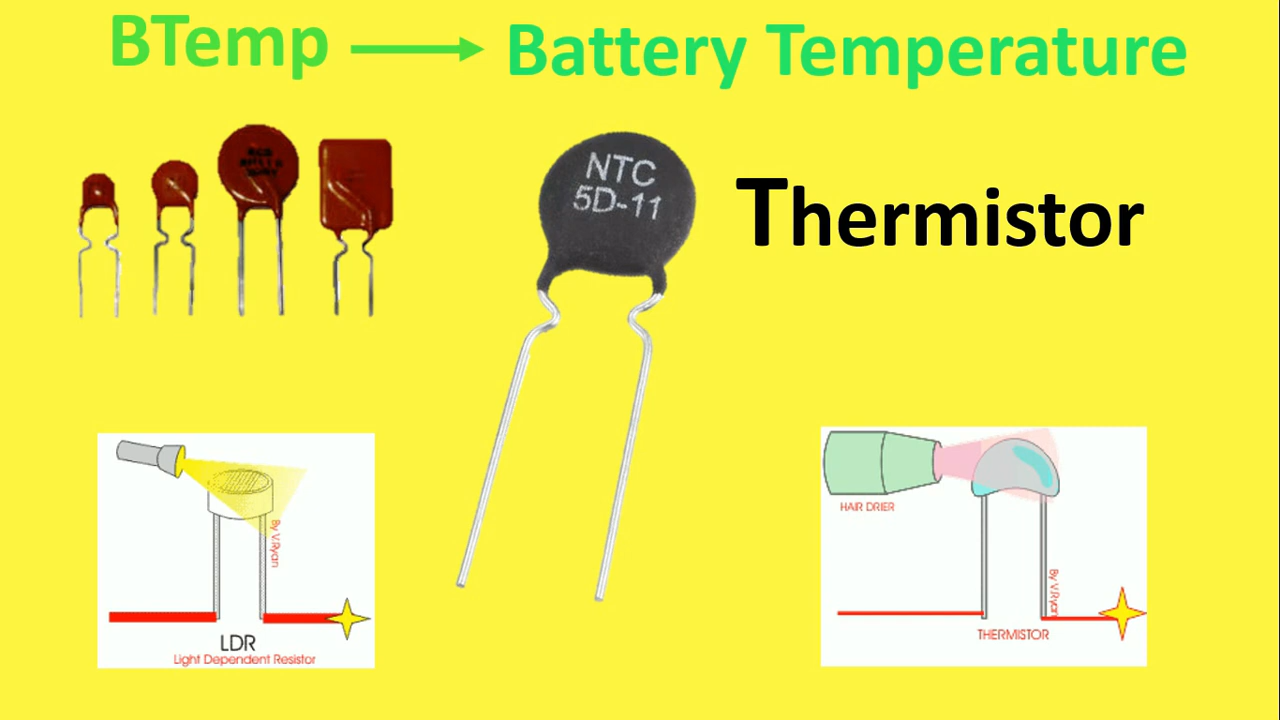 BTemp
Battery Temperature
NTC
5D-11
Thermistor
By V.Ryan
LDR
Light Dependent Resistor
HAIR DRIER
By V.Ryan
THERMISTOR